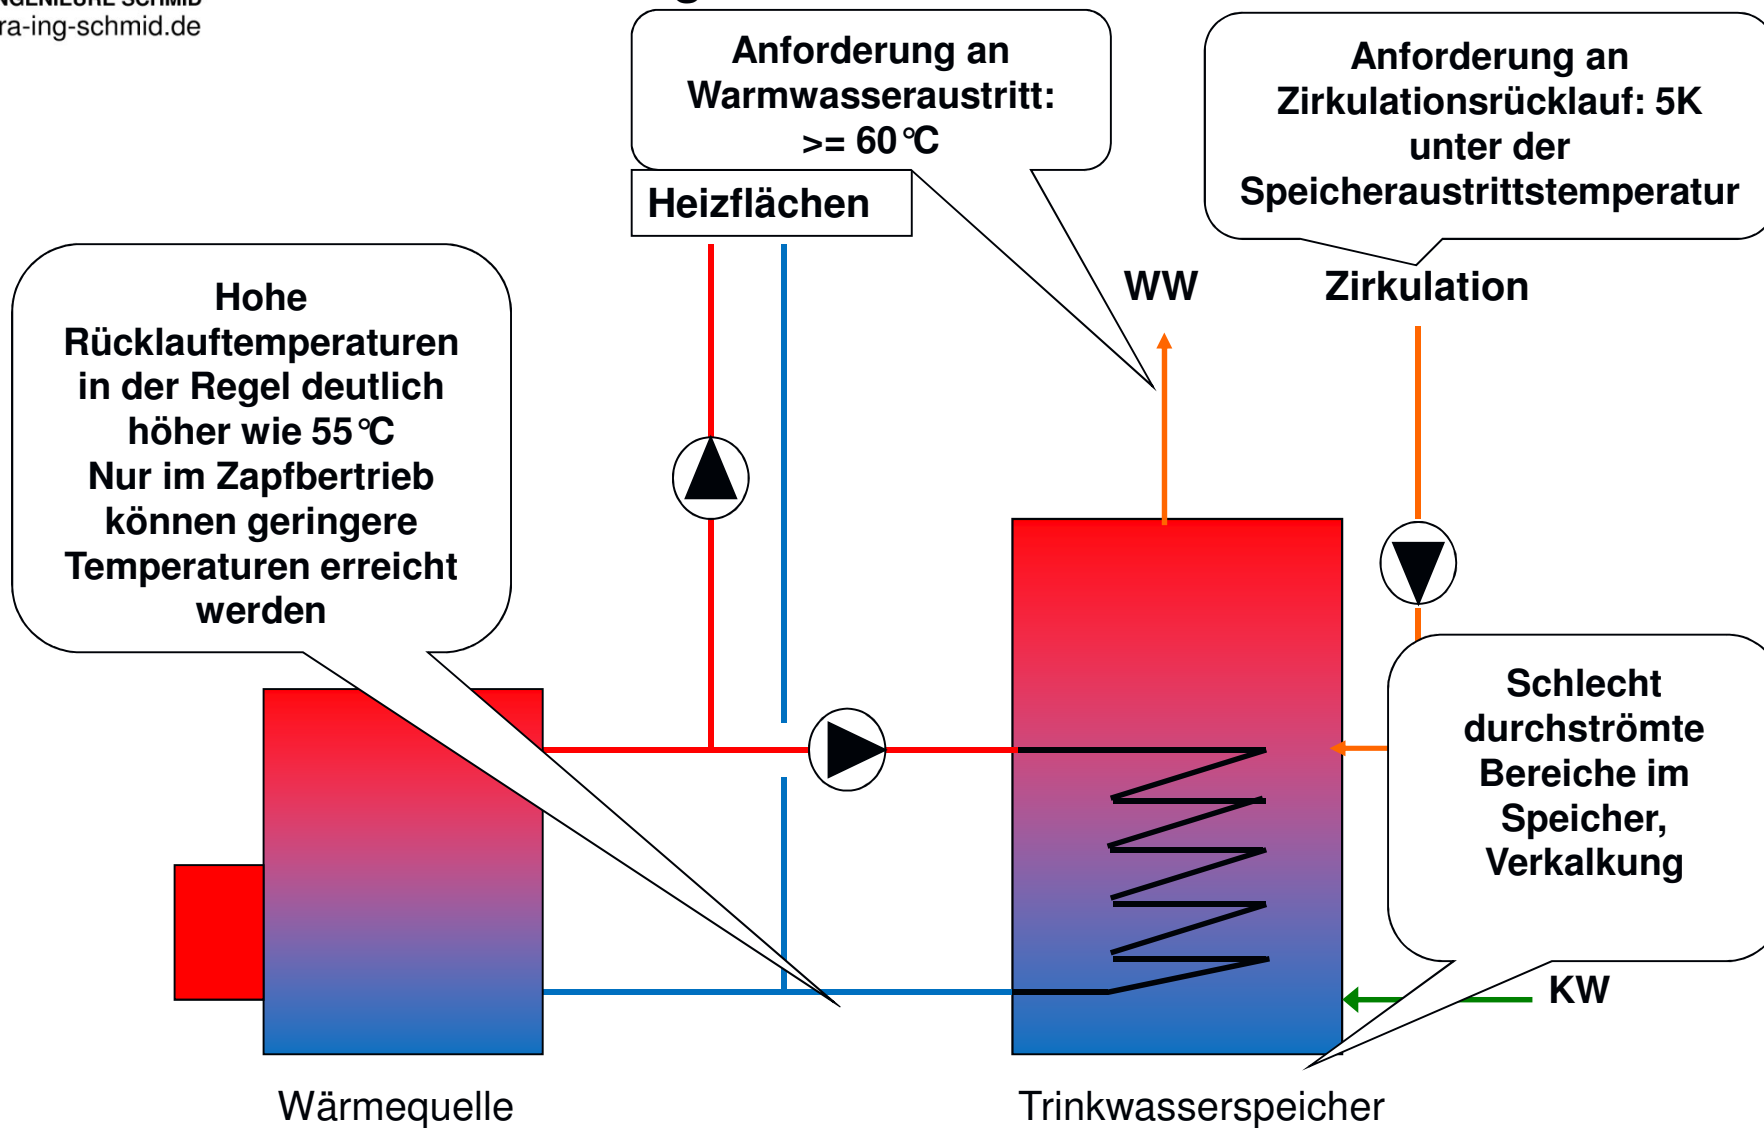 INGENIEURE SCHMID
ra-ing-schmid.de
Anforderung an
Warmwasseraustritt:
>= 60°C
Anforderung an
Zirkulationsrücklauf: 5K
unter der
Speicheraustrittstemperatur
Heizflächen
WW
Zirkulation
Hohe
Rücklauftemperaturen
in der Regel deutlich
höher wie 55°C
Nur im Zapfbertrieb
können geringere
Temperaturen erreicht
werden
Schlecht
durchströmte
Bereiche im
Speicher,
Verkalkung
KW
Wärmequelle
Trinkwasserspeicher